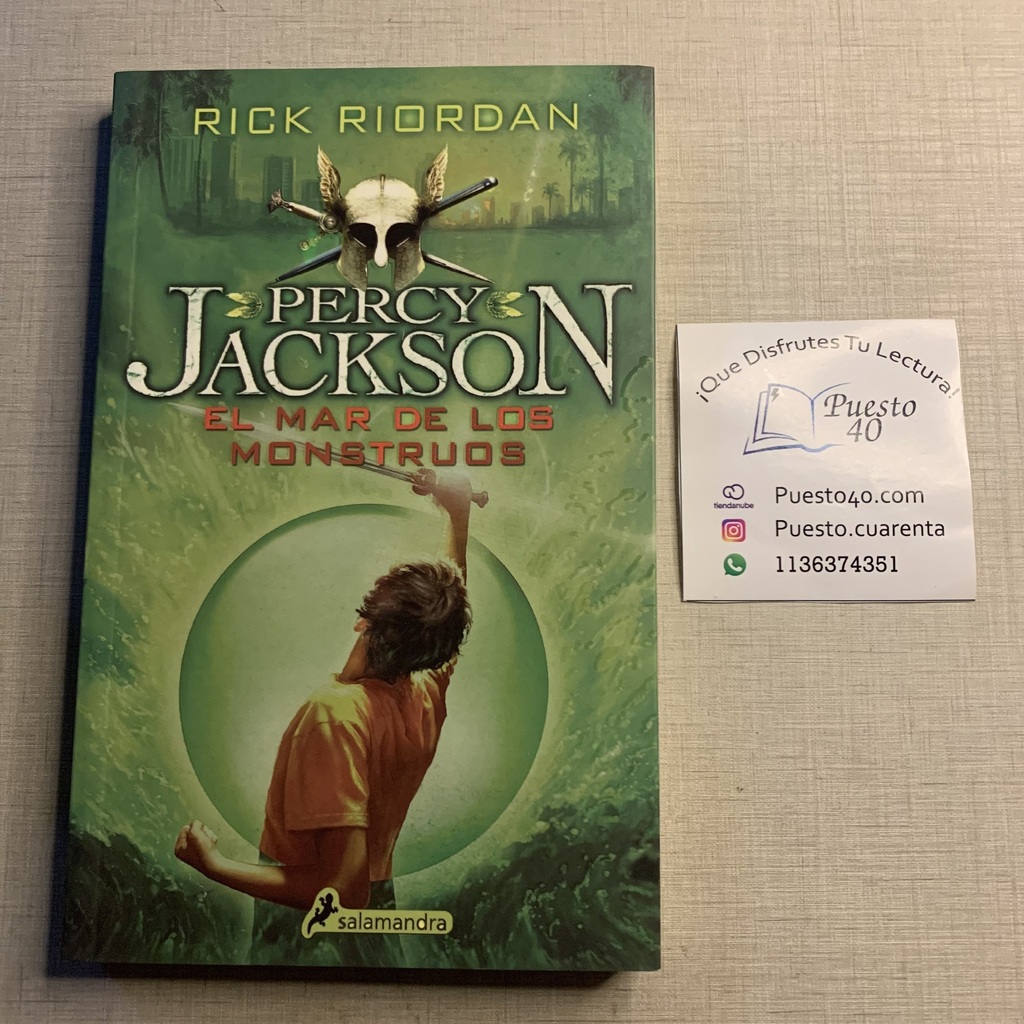 RICK RIORDAN
PERCY
JACKSON
EL MAR DE LOS
MONSTRUOS
salamandra
¡Que Disfrutes Tu Lectura!
Puesto
40
tiendanube
Puesto40.com
Puesto.cuarenta
1136374351